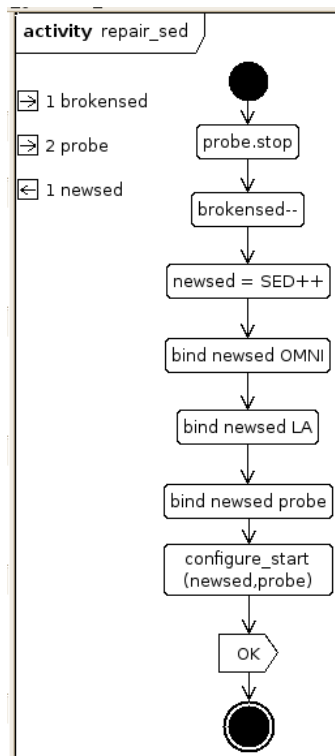 activity repair_sed
1 brokensed
2 probe
1 newsed
probe.stop
brokensed--
newsed = SED++
bind newsed OMNI
bind newsed LA
bind newsed probe
configure_start
(newsed,probe)
OK